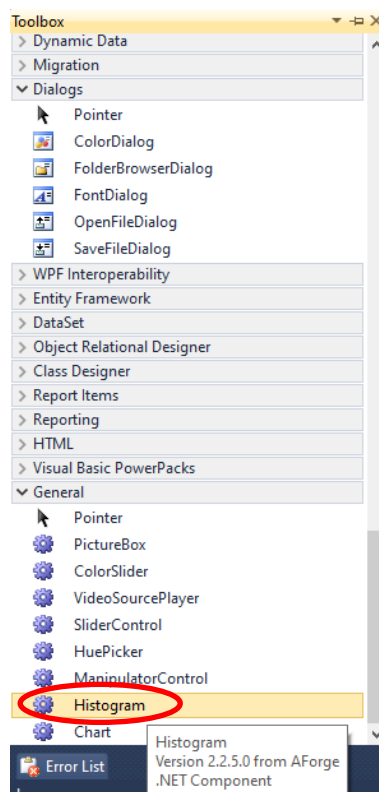 Toolbox
Dynamic Data
Migration
Dialogs
Pointer
ColorDialog
FolderBrowserDialog
FontDialog
OpenFileDialog
SaveFileDialog
WPF Interoperability
Entity Framework
DataSet
Object Relational Designer
Class Designer
Report Items
Reporting
HTML
Visual Basic PowerPacks
General
Pointer
PictureBox
ColorSlider
VideoSourcePlayer
SliderControl
HuePicker
ManipulatorControl
Histogram
Chart
Histogram
Version 2.2.5.0 from AForge
.NET Component
Error List